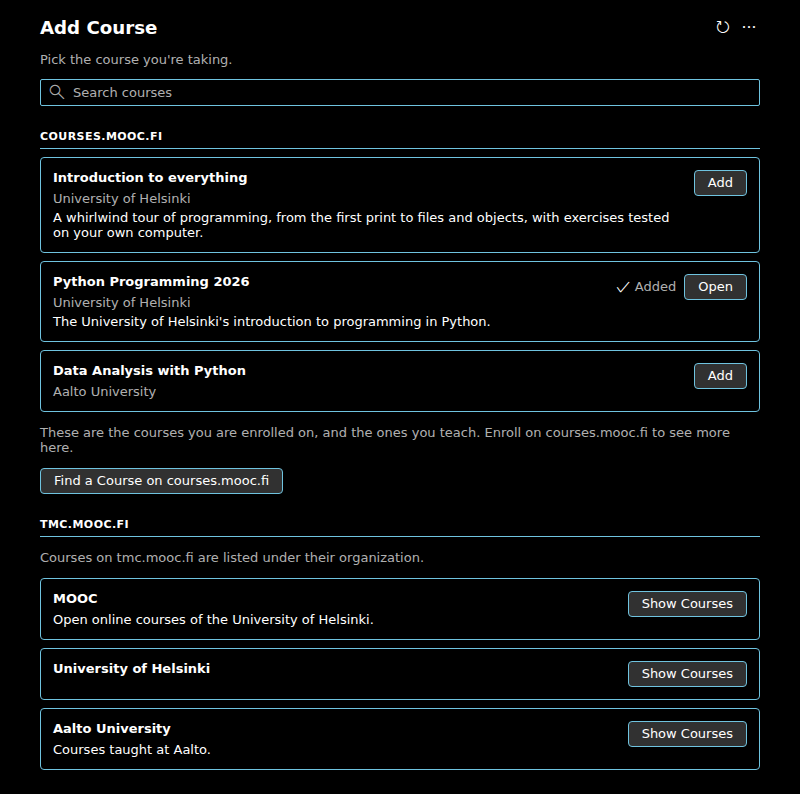 Add Course
Pick the course you're taking.
Search courses
COURSES.MOOC.FI
Introduction to everything
Add
University of Helsinki
A whirlwind tour of programming, from the first print to files and objects, with exercises tested
on your own computer.
Python Programming 2026
Added
Open
University of Helsinki
The University of Helsinki's introduction to programming in Python.
Data Analysis with Python
Add
Aalto University
These are the courses you are enrolled on, and the ones you teach. Enroll on courses.mooc.fi to see more
here.
Find a Course on courses.mooc.fi
TMC.MOOC.FI
Courses on tmc.mooc.fi are listed under their organization.
MOOC
Show Courses
Open online courses of the University of Helsinki.
University of Helsinki
Show Courses
Aalto University
Show Courses
Courses taught at Aalto.